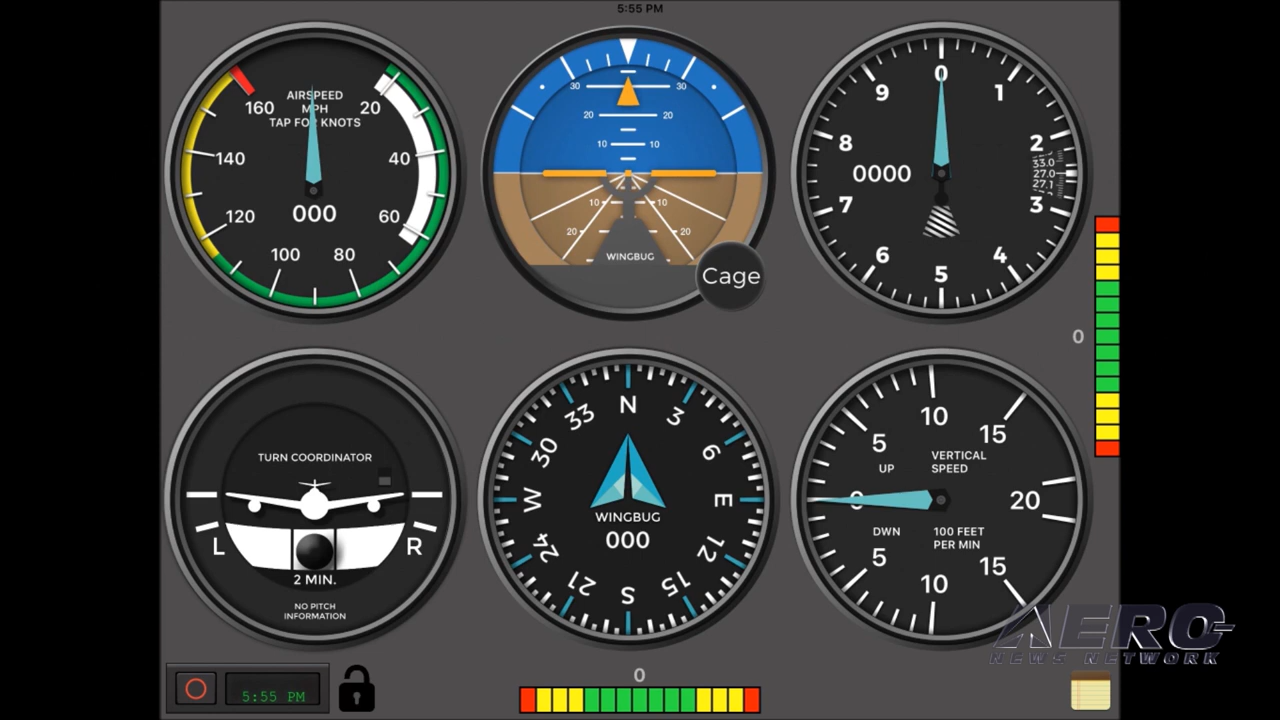 5:55 PM
AIRSPEED
MPH
TAP FOR KNOTS
160
20
140
40
120
60
100
80
000
30
30
20
20
10
10
10
10
20
20
WINGBUG
Cage
0
9
1
8
2
7
3
6
4
5
0000
33.0
27.0
27.1
0
TURN COORDINATOR
L
R
2 MIN.
NO PITCH
INFORMATION
N
33
3
30
6
W
E
24
12
21
15
S
WINGBUG
000
10
15
5
UP
VERTICAL
SPEED
0
20
DWN
100 FEET
PER MIN
5
15
10
AERO
NEWS NETWORK
5:55 PM
0